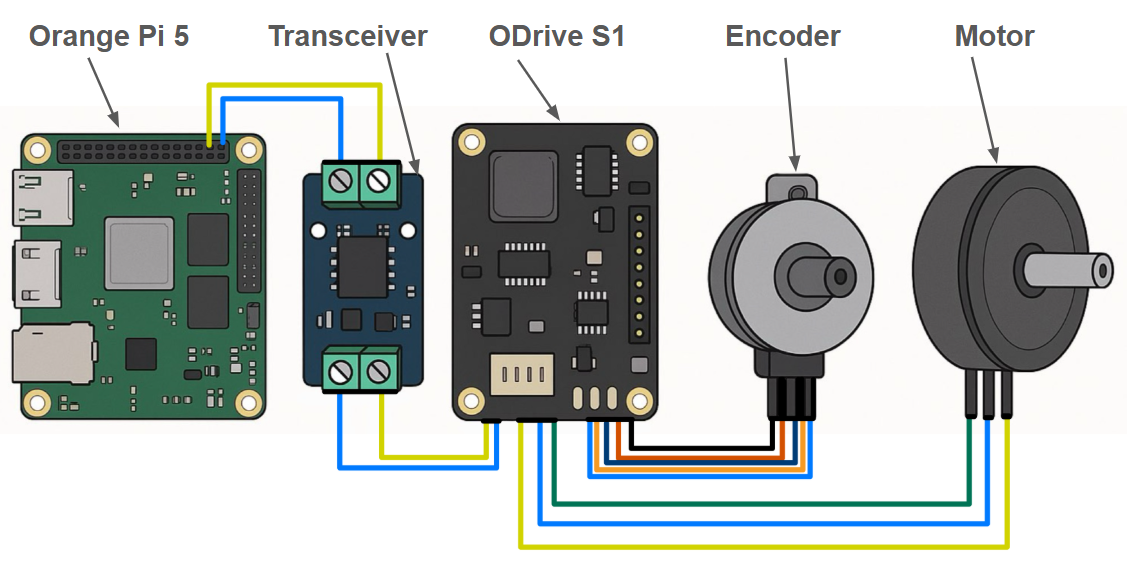 Orange Pi 5
Transceiver
ODrive S1
Encoder
Motor